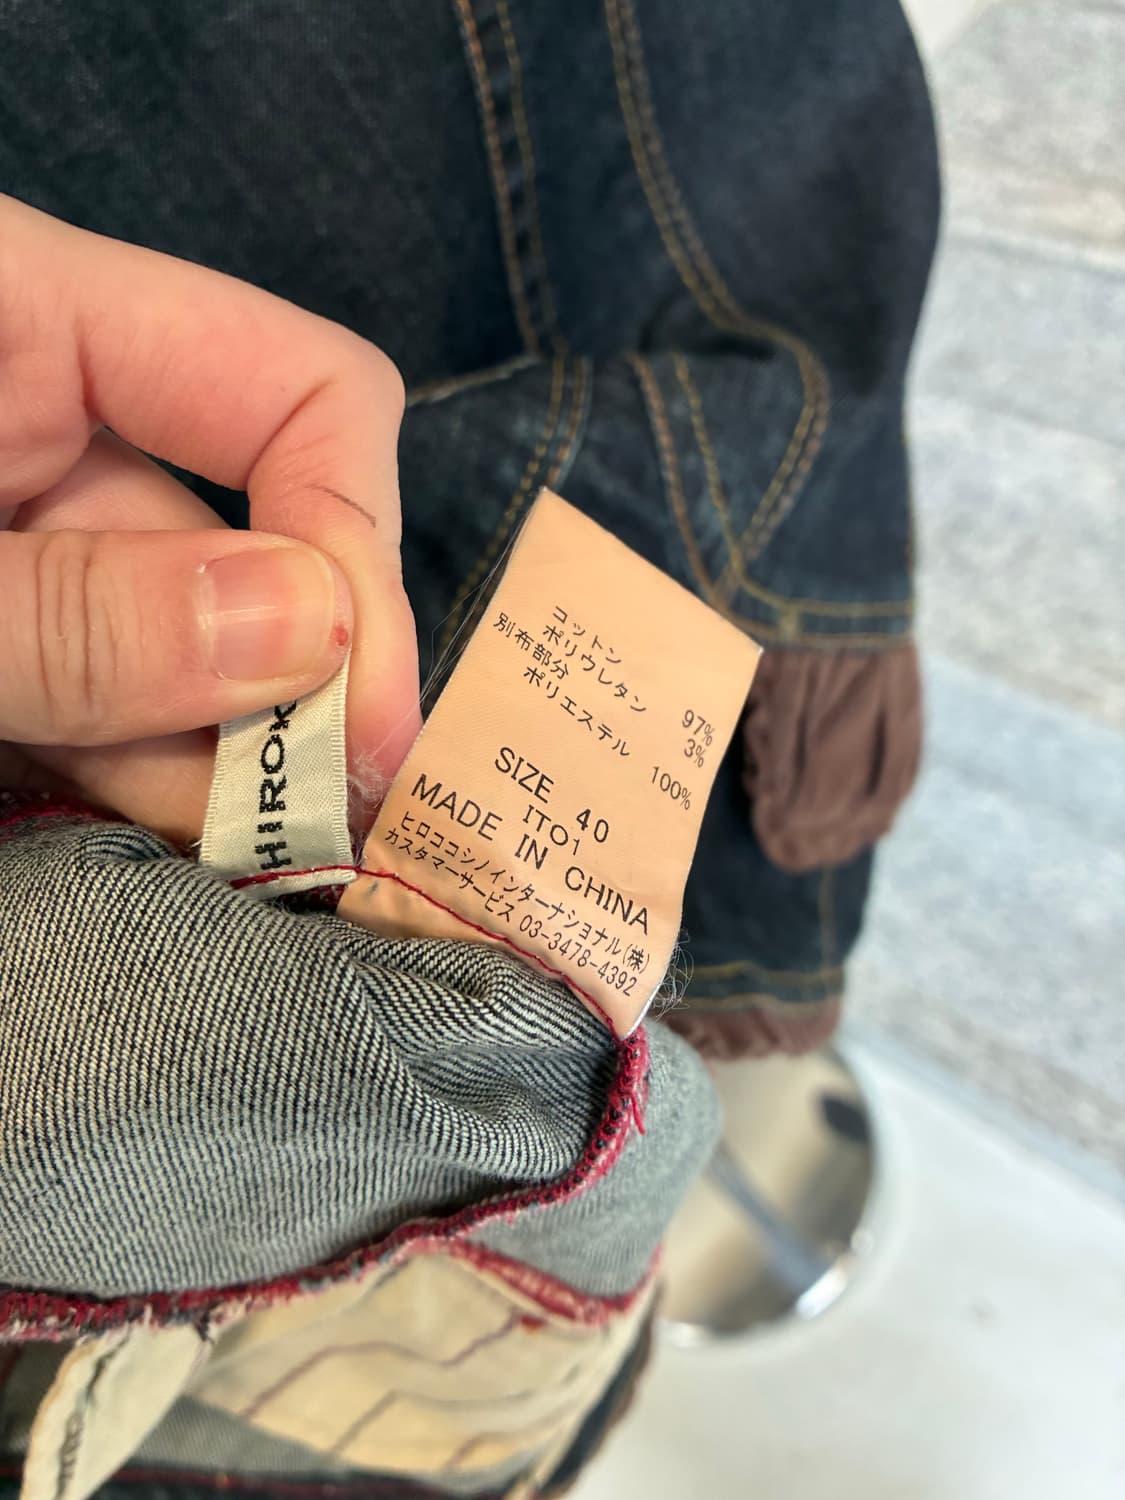 コットン 97%
ポリウレタン 3%
別布部分
ポリエステル 100%
SIZE 40
ITO1
MADE IN CHINA
ヒロココシノインターナショナル(株)
カスタマーサービス 03-3478-4392
HIROK